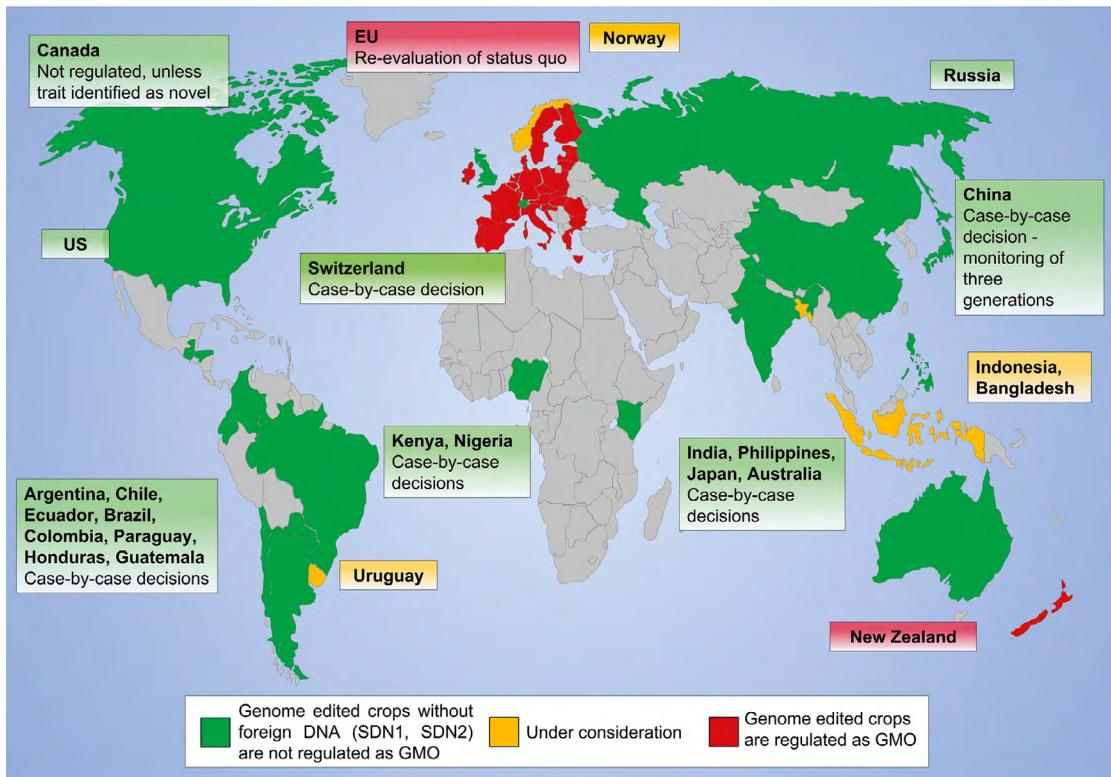 Canada
Not regulated, unless
trait identified as novel
EU
Re-evaluation of status quo
Norway
Russia
China
Case-by-case
decision -
monitoring of
three
generations
US
Switzerland
Case-by-case decision
Indonesia,
Bangladesh
Kenya, Nigeria
Case-by-case
decisions
India, Philippines,
Japan, Australia
Case-by-case
decisions
Argentina, Chile,
Ecuador, Brazil,
Colombia, Paraguay,
Honduras, Guatemala
Case-by-case decisions
Uruguay
New Zealand
Genome edited crops without
foreign DNA (SDN1, SDN2)
are not regulated as GMO
Under consideration
Genome edited crops
are regulated as GMO